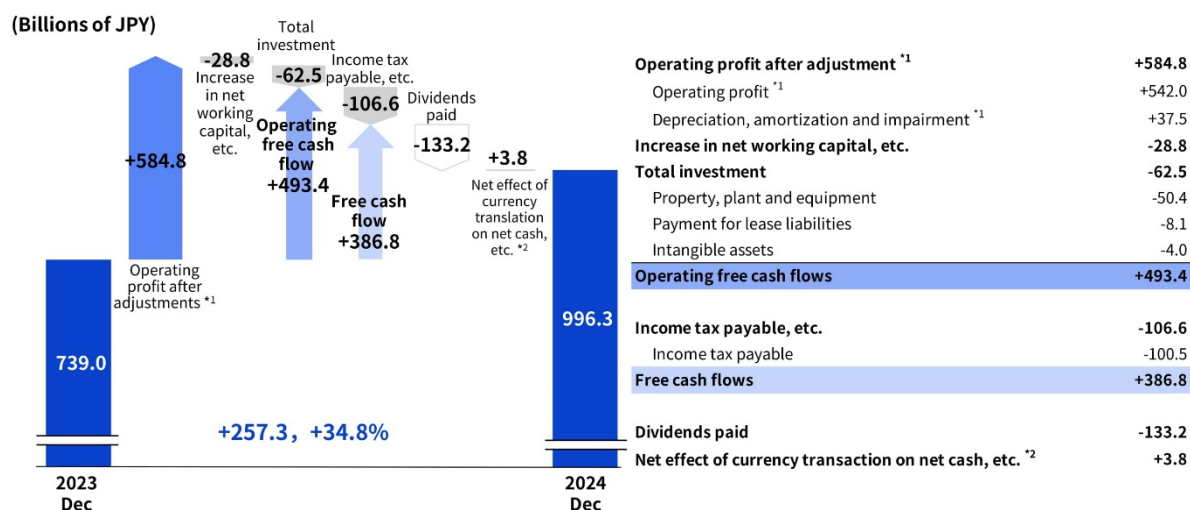 (Billions of JPY)
-28.8
Increase
in net
working
capital,
etc.
Total
investment
-62.5
Income tax
payable, etc.
-106.6
Dividends
paid
-133.2
+584.8
Operating
free cash
flow
+493.4
Free cash
flow
+386.8
+3.8
Net effect of
currency
translation
on net cash,
etc. *2
Operating
profit after
adjustments *1
739.0
996.3
+257.3, +34.8%
2023
Dec
2024
Dec
Operating profit after adjustment *1 +584.8
Operating profit *1 +542.0
Depreciation, amortization and impairment *1 +37.5
Increase in net working capital, etc. -28.8
Total investment -62.5
Property, plant and equipment -50.4
Payment for lease liabilities -8.1
Intangible assets -4.0
Operating free cash flows +493.4
Income tax payable, etc. -106.6
Income tax payable -100.5
Free cash flows +386.8
Dividends paid -133.2
Net effect of currency transaction on net cash, etc. *2 +3.8